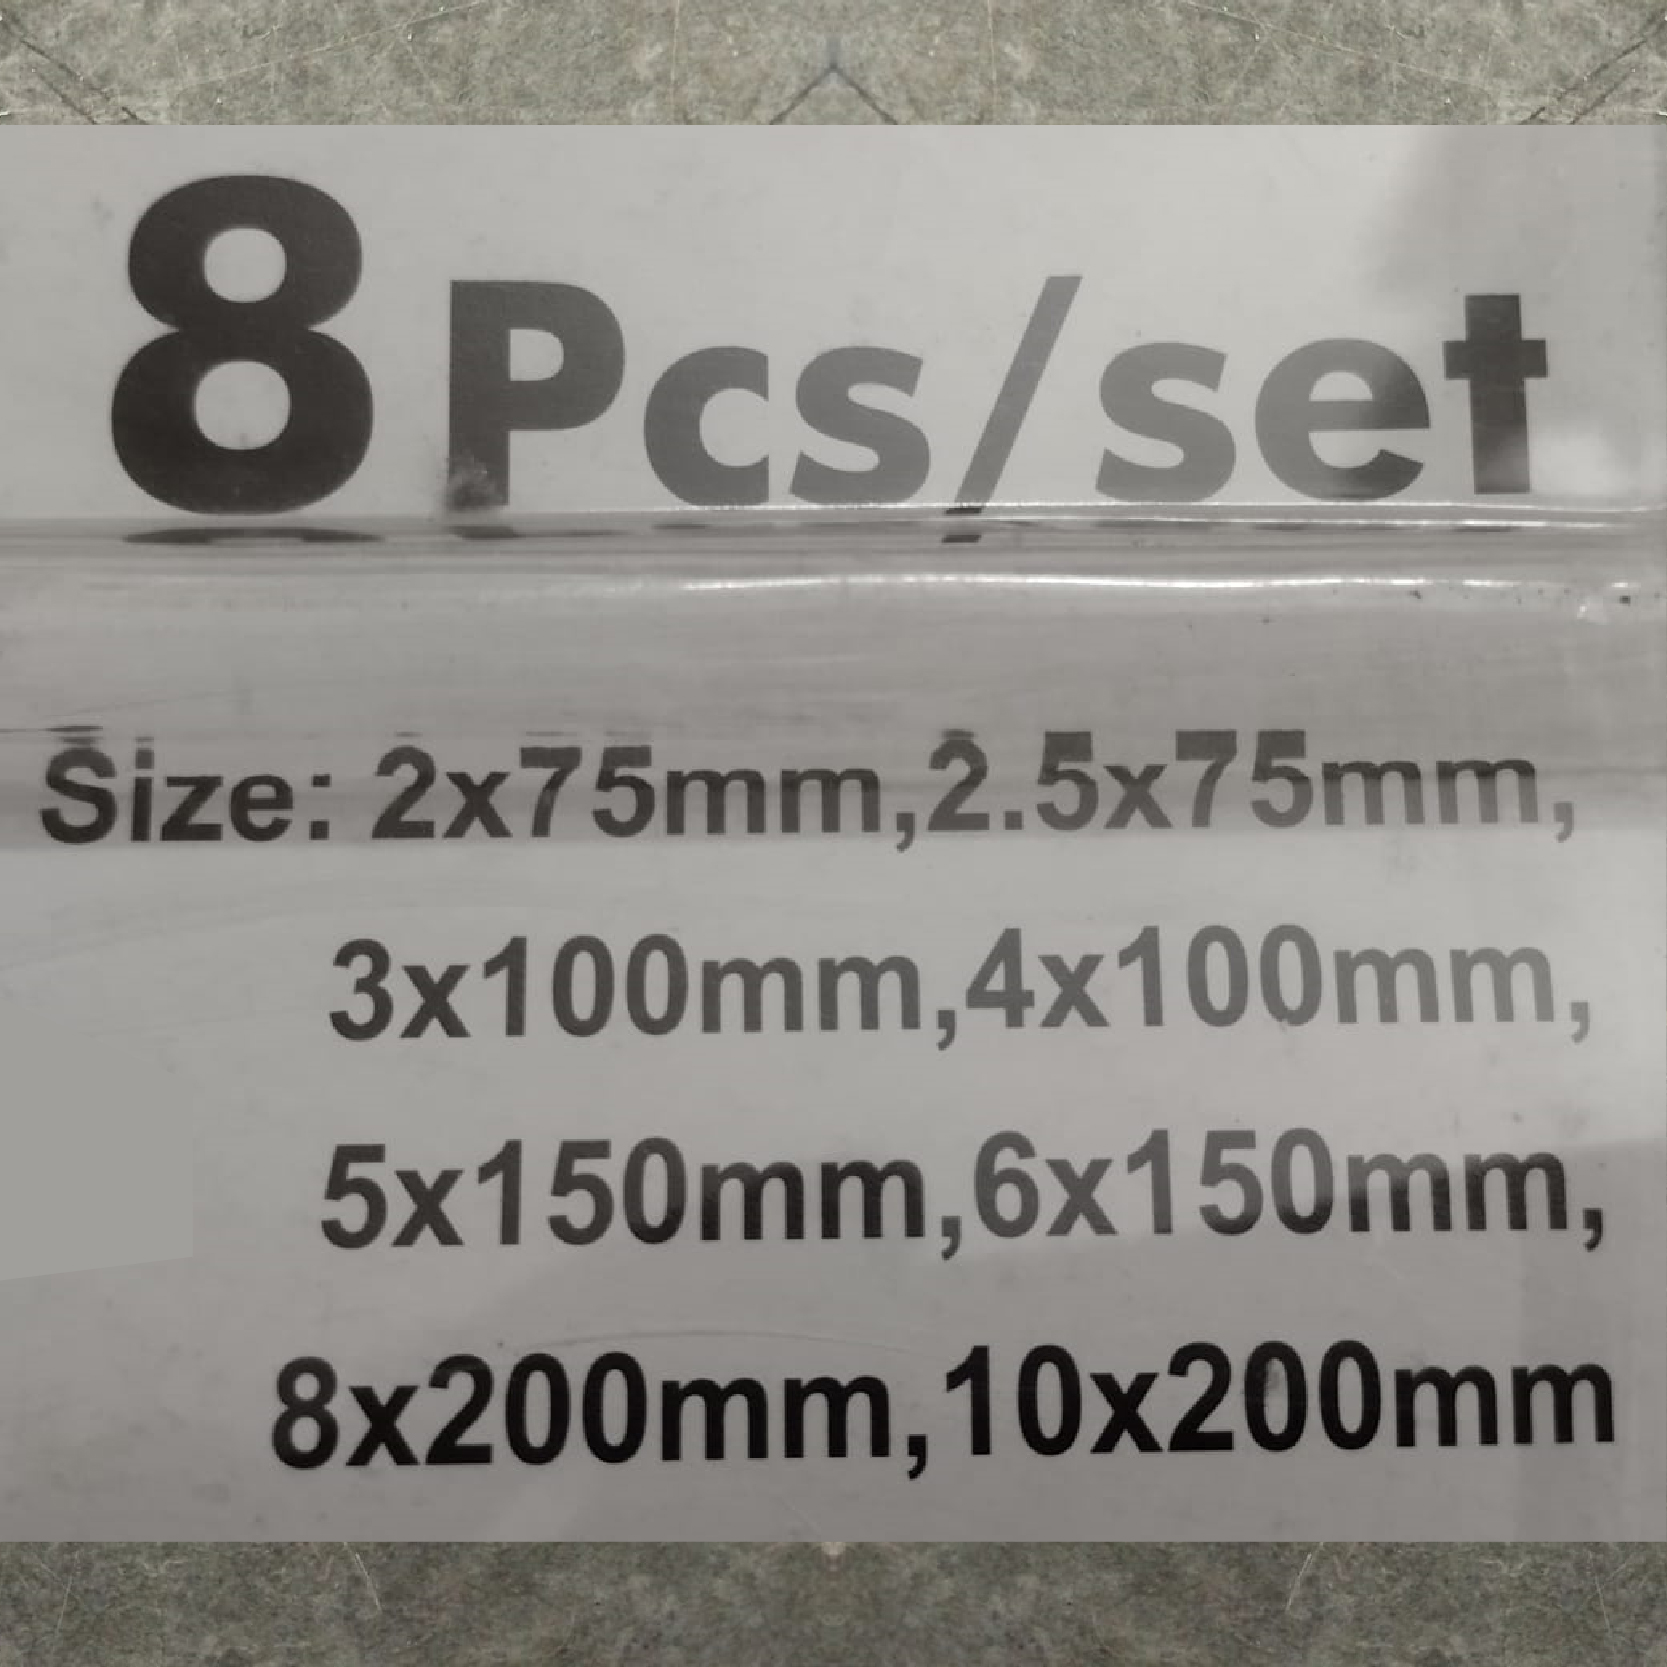 8 Pcs/set
Size: 2x75mm,2.5x75mm,
3x100mm,4x100mm,
5x150mm,6x150mm,
8x200mm,10x200mm